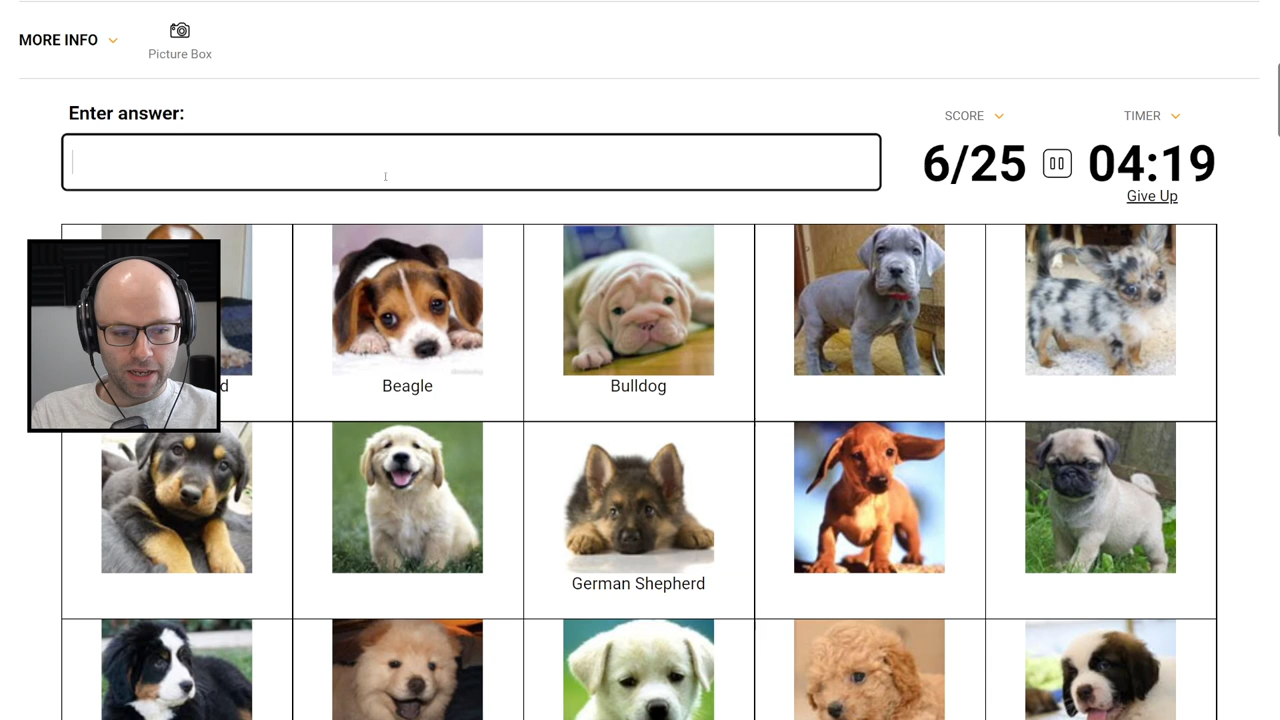 MORE INFO
Picture Box
Enter answer:
SCORE
TIMER
6/25
04:19
Give Up
d
Beagle
Bulldog
German Shepherd